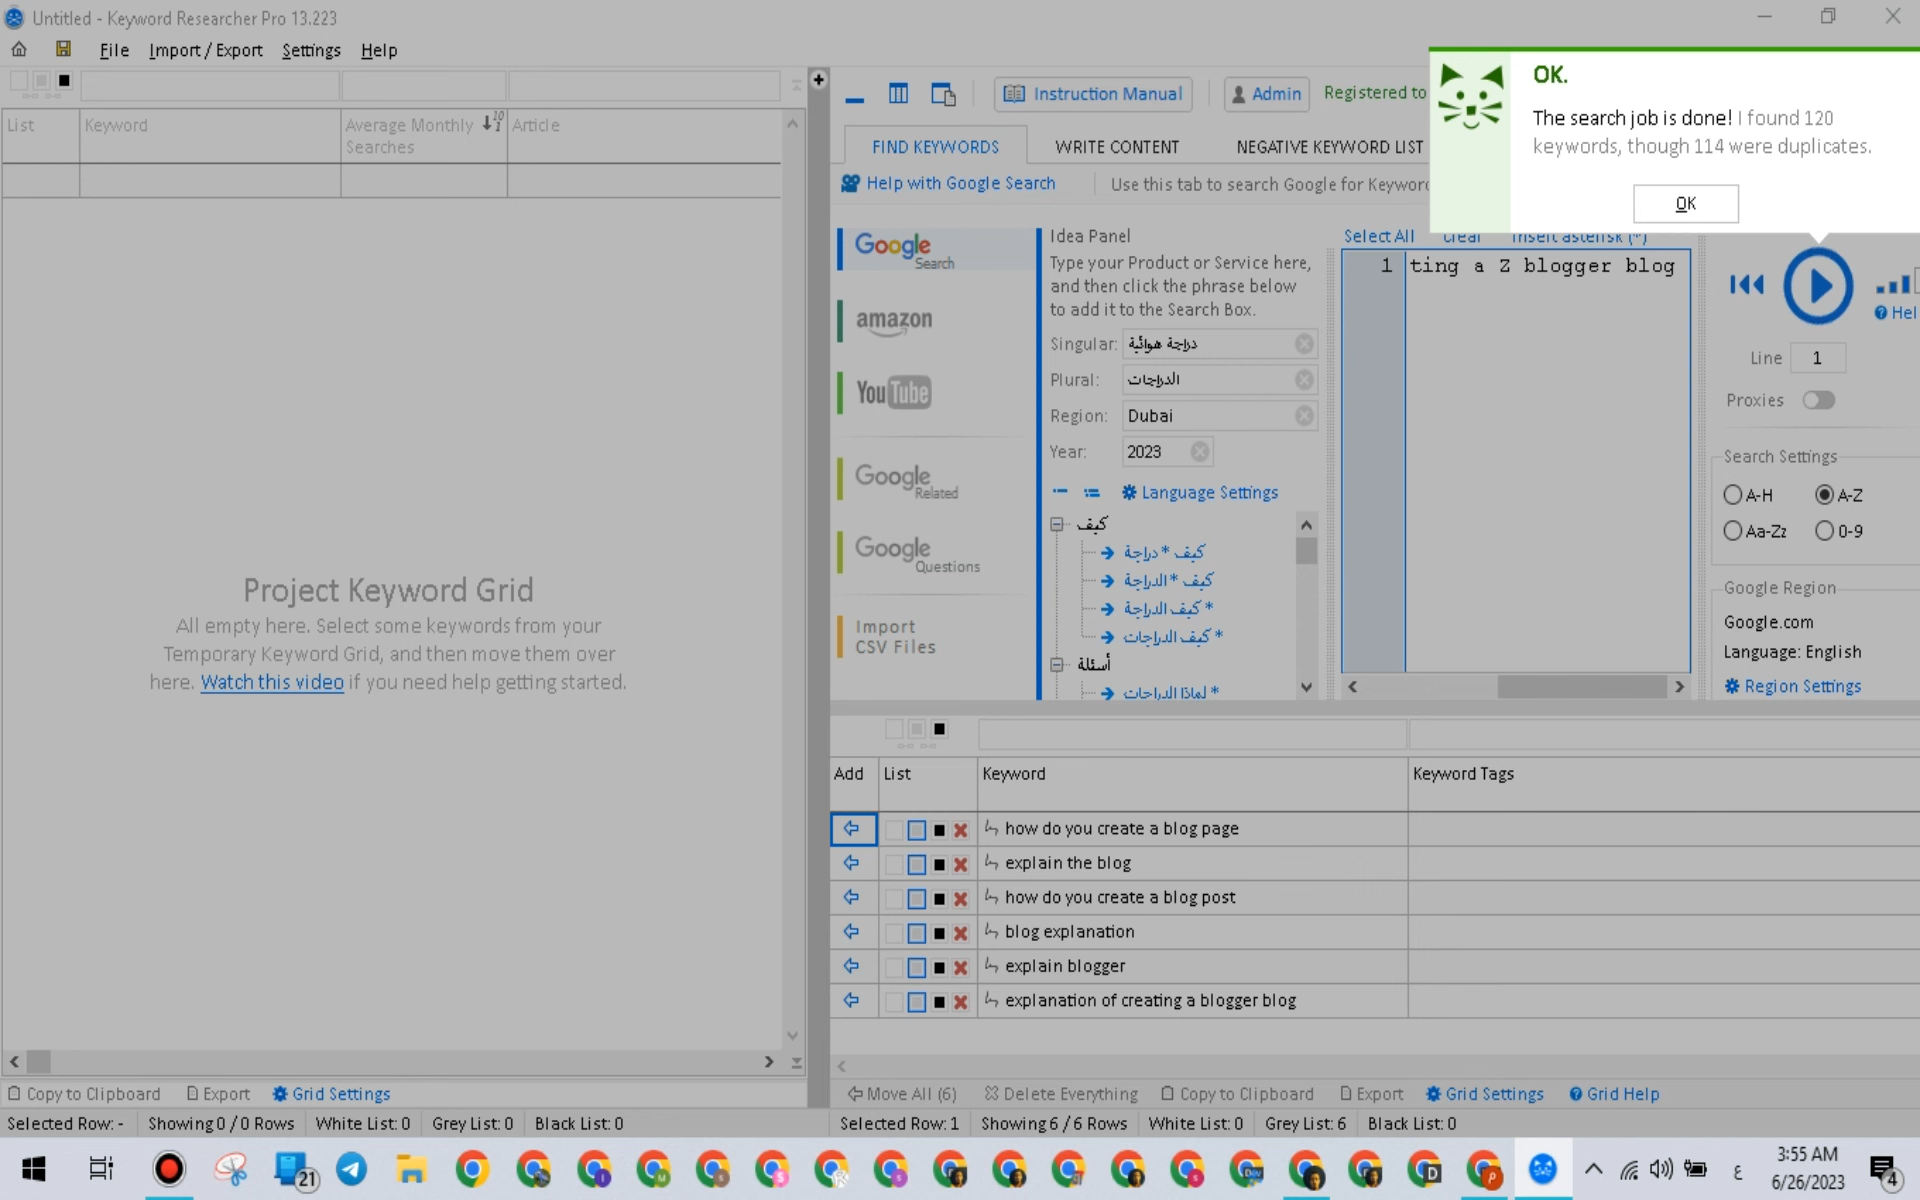 Untitled - Keyword Researcher Pro 13.223
File
Import / Export
Settings
Help
List
Keyword
Average Monthly
Searches
Article
Project Keyword Grid
All empty here. Select some keywords from your
Temporary Keyword Grid, and then move them over
here. Watch this video if you need help getting started.
Copy to Clipboard
Export
Grid Settings
Selected Row: -
Showing 0 / 0 Rows
White List: 0
Grey List: 0
Black List: 0
Instruction Manual
Admin
Registered to
FIND KEYWORDS
WRITE CONTENT
NEGATIVE KEYWORD LIST
Help with Google Search
Use this tab to search Google for
OK.
The search job is done! I found 120
keywords, though 114 were duplicates.
OK
Google Search
amazon
YouTube
Google Related
Google Questions
Import
CSV Files
Idea Panel
Type your Product or Service here,
and then click the phrase below
to add it to the Search Box.
Singular: دراجة هوائية
Plural: الدراجات
Region: Dubai
Year: 2023
Language Settings
كيف
كيف * دراجة
كيف * الدراجة
كيف الدراجة *
كيف الدراجات *
أسئلة
لماذا الدراجات *
Select All
Clear
Insert asterisk (*)
1
ting a Z blogger blog
Line 1
Proxies
Search Settings
A-H
A-Z
Aa-Zz
0-9
Google Region
Google.com
Language: English
Region Settings
Add
List
Keyword
Keyword Tags
how do you create a blog page
explain the blog
how do you create a blog post
blog explanation
explain blogger
explanation of creating a blogger blog
Move All (6)
Delete Everything
Copy to Clipboard
Export
Grid Settings
Grid Help
Selected Row: 1
Showing 6 / 6 Rows
White List: 0
Grey List: 6
Black List: 0
21
ع
3:55 AM
6/26/2023
4